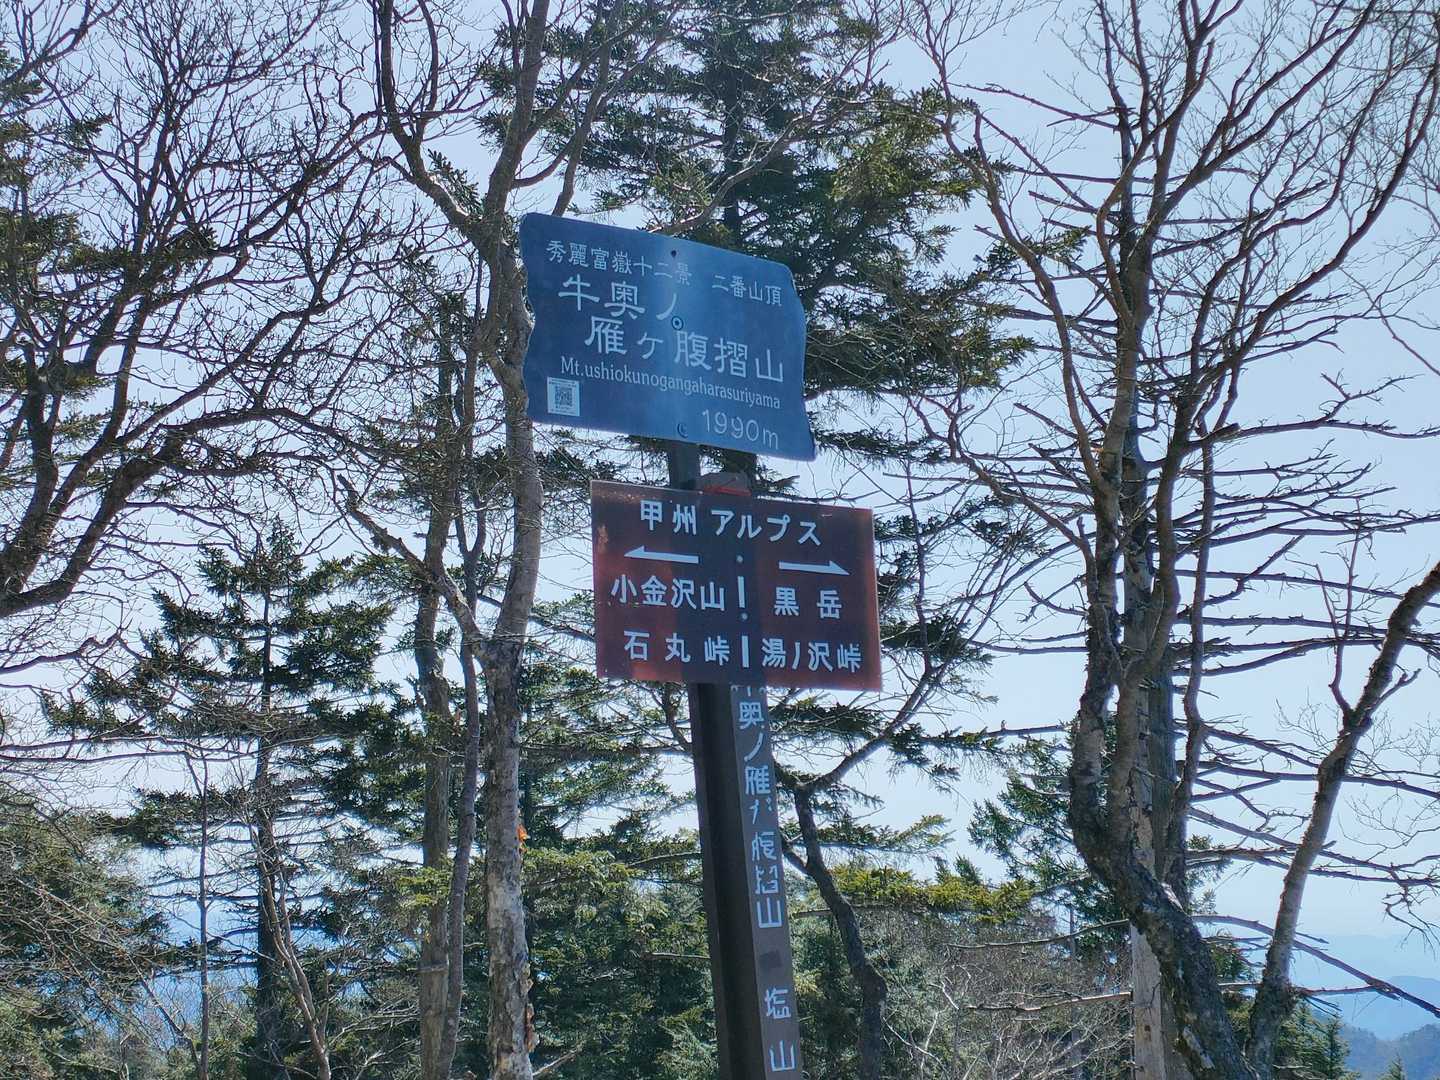 秀麗富嶽十二景 二番山頂
牛奥ノ
雁ヶ腹摺山
Mt.ushiokunogangaharasuriyama
1990m
甲州 アルプス
小金沢山 黒岳
石丸峠 湯ノ沢峠
牛奥ノ雁ガ腹摺山 塩山